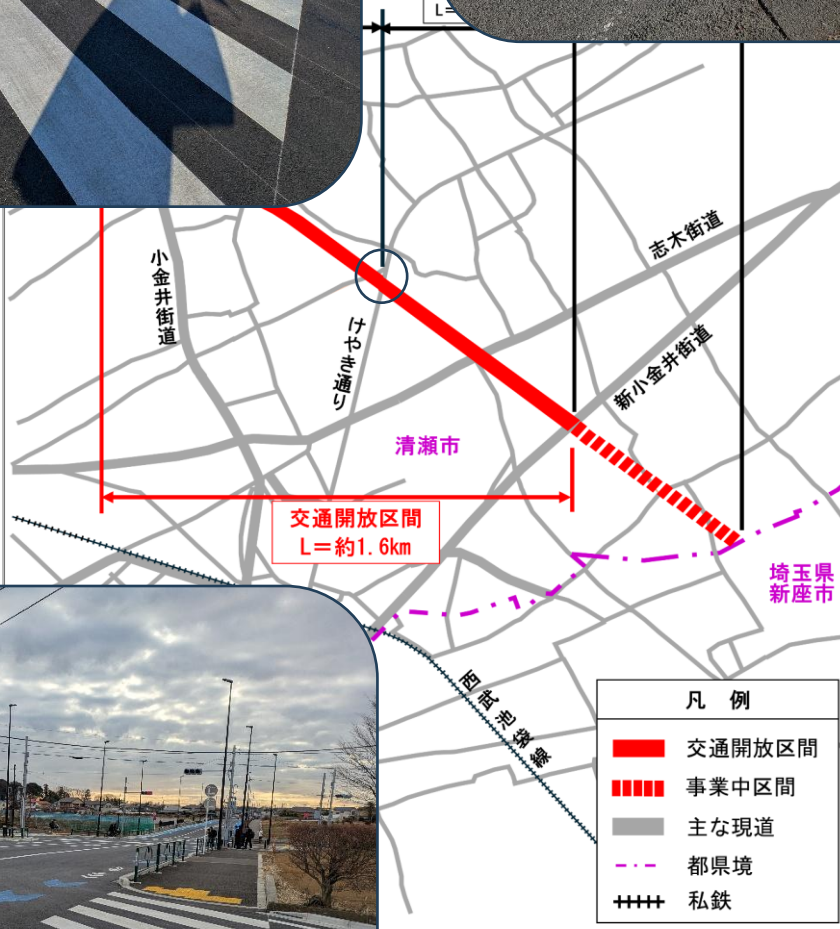 L=
小金井街道
けやき通り
志木街道
新小金井街道
清瀬市
交通開放区間
L＝約1.6km
埼玉県
新座市
西武池袋線
凡 例
交通開放区間
事業中区間
主な現道
都県境
私鉄